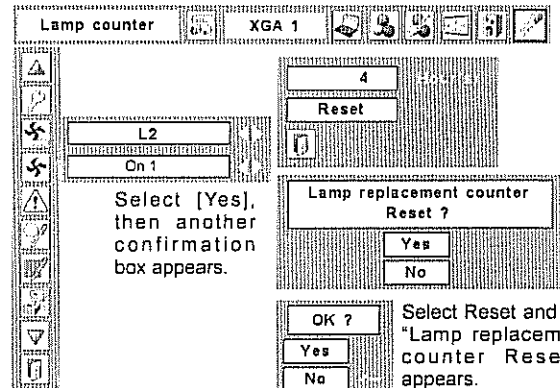 Lamp counter
XGA 1
4
Reset
L2
On 1
Select [Yes],
then another
confirmation
box appears.
Lamp replacement counter
Reset ?
Yes
No
OK ?
Yes
No
Select Reset and
"Lamp replacem
counter Rese
appears.